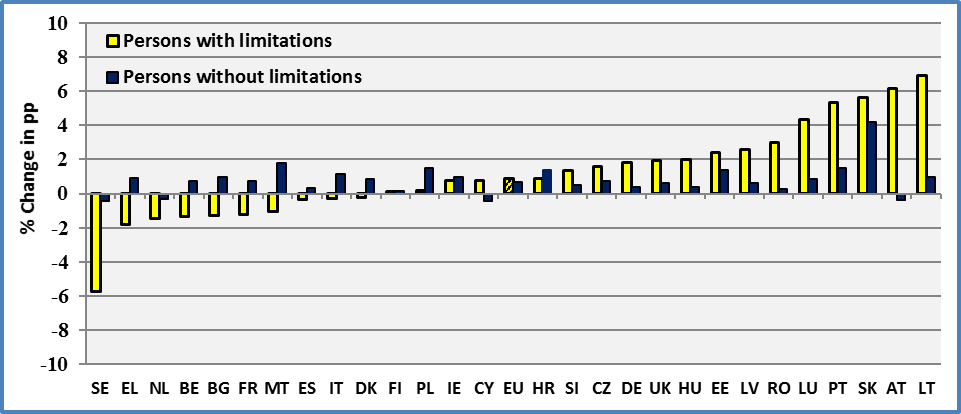 Persons with limitations
Persons without limitations
% Change in pp
10
8
6
4
2
0
-2
-4
-6
-8
-10
SE EL NL BE BG FR MT ES IT DK FI PL IE CY EU HR SI CZ DE UK HU EE LV RO LU PT SK AT LT